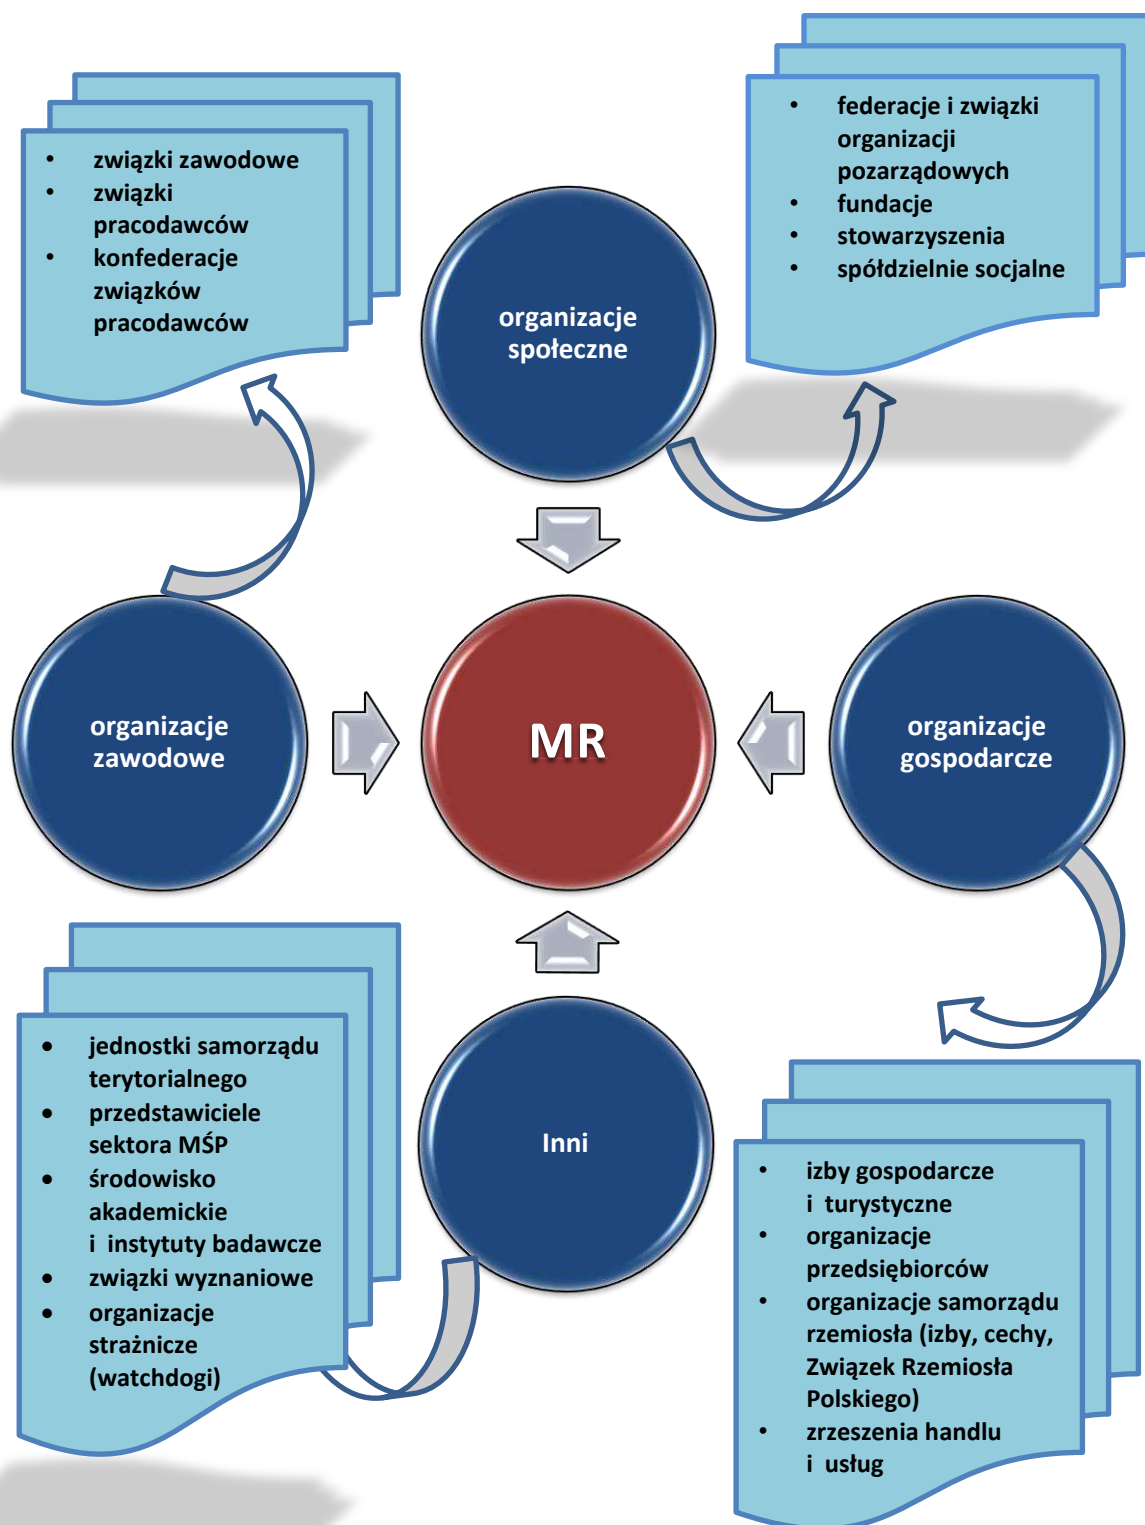 • związki zawodowe
• związki
pracodawców
• konfederacje
związków
pracodawców
• federacje i związki
organizacji
pozarządowych
• fundacje
• stowarzyszenia
• spółdzielnie socjalne
organizacje
społeczne
organizacje
zawodowe
MR
organizacje
gospodarcze
• jednostki samorządu
terytorialnego
• przedstawiciele
sektora MŚP
• środowisko
akademickie
i instytuty badawcze
• związki wyznaniowe
• organizacje
strażnicze
(watchdogi)
Inni
• izby gospodarcze
i turystyczne
• organizacje
przedsiębiorców
• organizacje samorządu
rzemiosła (izby, cechy,
Związek Rzemiosła
Polskiego)
• zrzeszenia handlu
i usług